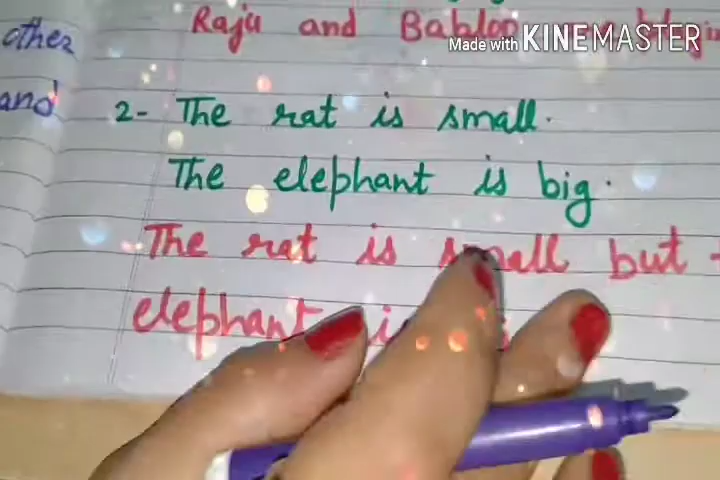 other
and
Raju and Babloo
Made with KINEMASTER
2- The rat is small.
The elephant is big.
The rat is small but
elephant is